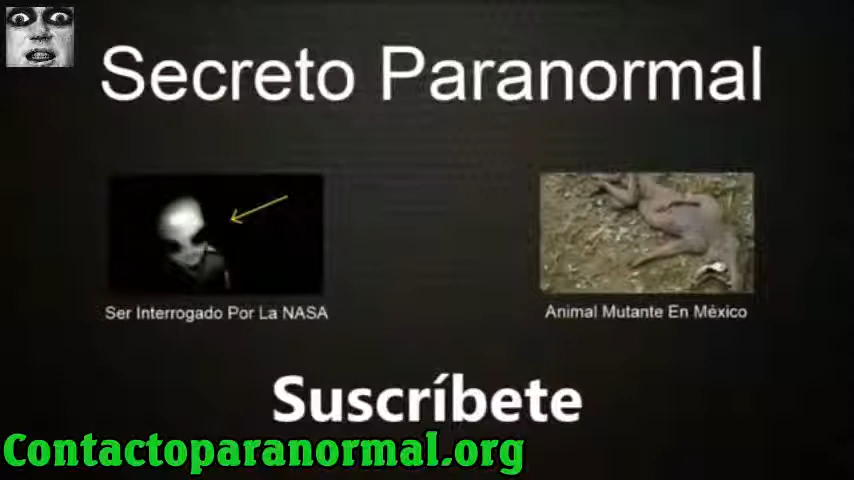 Secreto Paranormal
Ser Interrogado Por La NASA
Animal Mutante En México
Suscríbete
Contactoparanormal.org